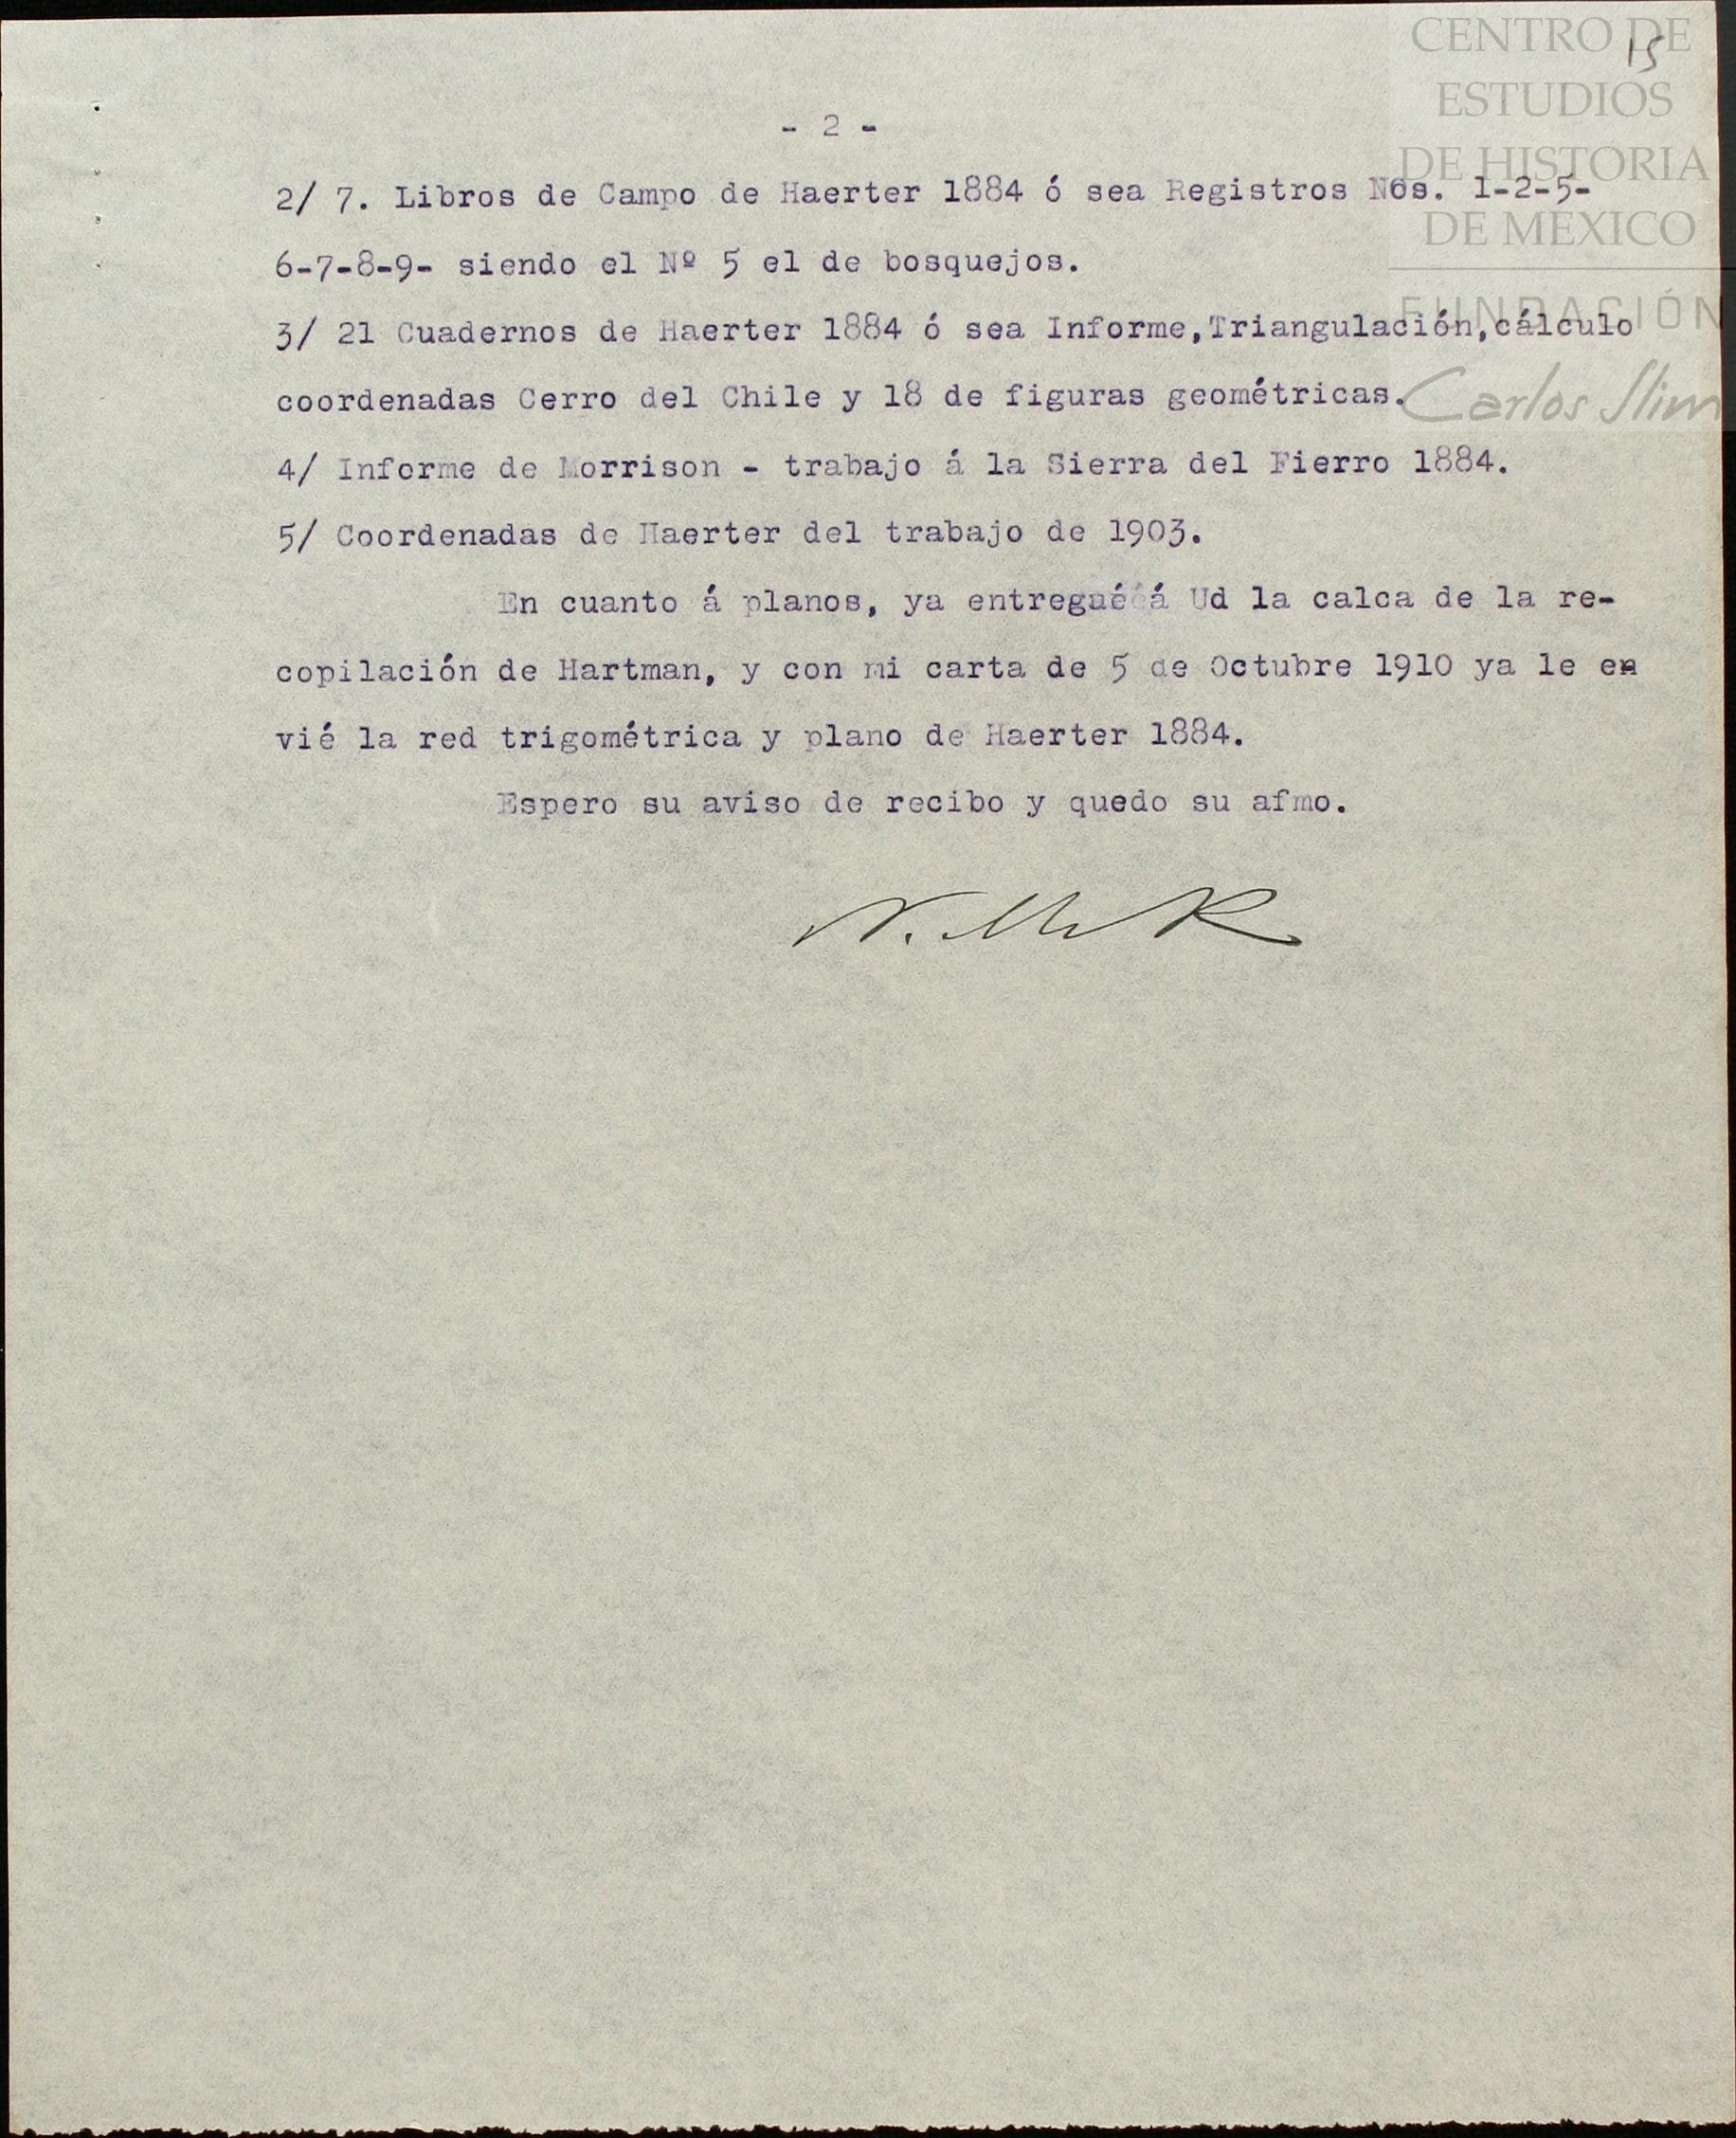 CENTRO DE
ESTUDIOS
DE HISTORIA
DE MEXICO
FUNDACIÓN
Carlos Slim
15
- 2 -
2/ 7. Libros de Campo de Haerter 1884 ó sea Registros Nos. 1-2-5-
6-7-8-9- siendo el Nº 5 el de bosquejos.
3/ 21 Cuadernos de Haerter 1884 ó sea Informe,Triangulación,cálculo
coordenadas Cerro del Chile y 18 de figuras geométricas.
4/ Informe de Morrison - trabajo á la Sierra del Fierro 1884.
5/ Coordenadas de Haerter del trabajo de 1903.
En cuanto á planos, ya entregué á Ud la calca de la re-
copilación de Hartman, y con mi carta de 5 de Octubre 1910 ya le en
vié la red trigométrica y plano de Haerter 1884.
Espero su aviso de recibo y quedo su afmo.